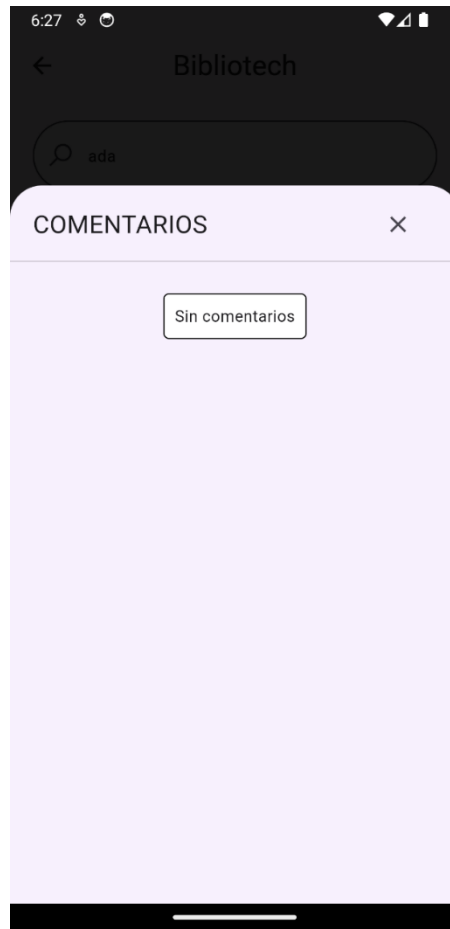 6:27
Bibliotech
ada
COMENTARIOS
Sin comentarios